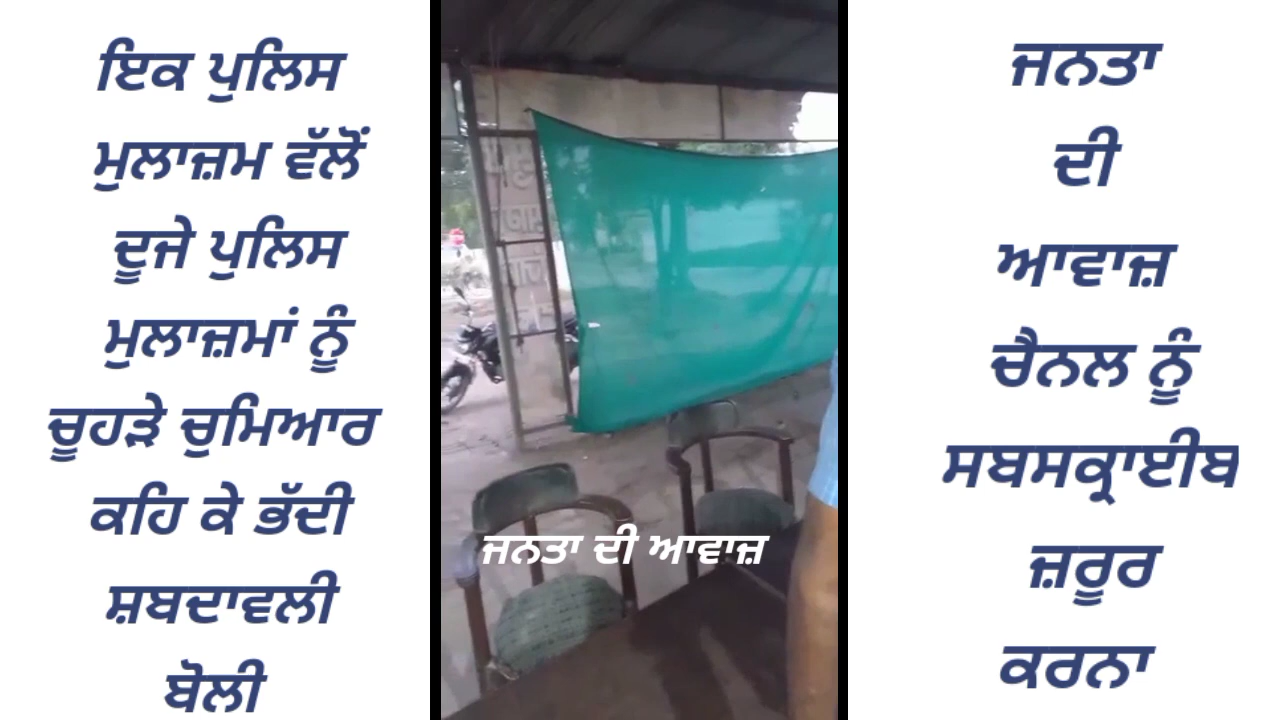 ਇਕ ਪੁਲਿਸ
ਮੁਲਾਜ਼ਮ ਵੱਲੋਂ
ਦੂਜੇ ਪੁਲਿਸ
ਮੁਲਾਜ਼ਮਾਂ ਨੂੰ
ਚੂਹੜੇ ਚੁਮਿਆਰ
ਕਹਿ ਕੇ ਭੱਦੀ
ਸ਼ਬਦਾਵਲੀ
ਬੋਲੀ
ਜਨਤਾ ਦੀ ਆਵਾਜ਼
ਜਨਤਾ
ਦੀ
ਆਵਾਜ਼
ਚੈਨਲ ਨੂੰ
ਸਬਸਕ੍ਰਾਈਬ
ਜ਼ਰੂਰ
ਕਰਨਾ